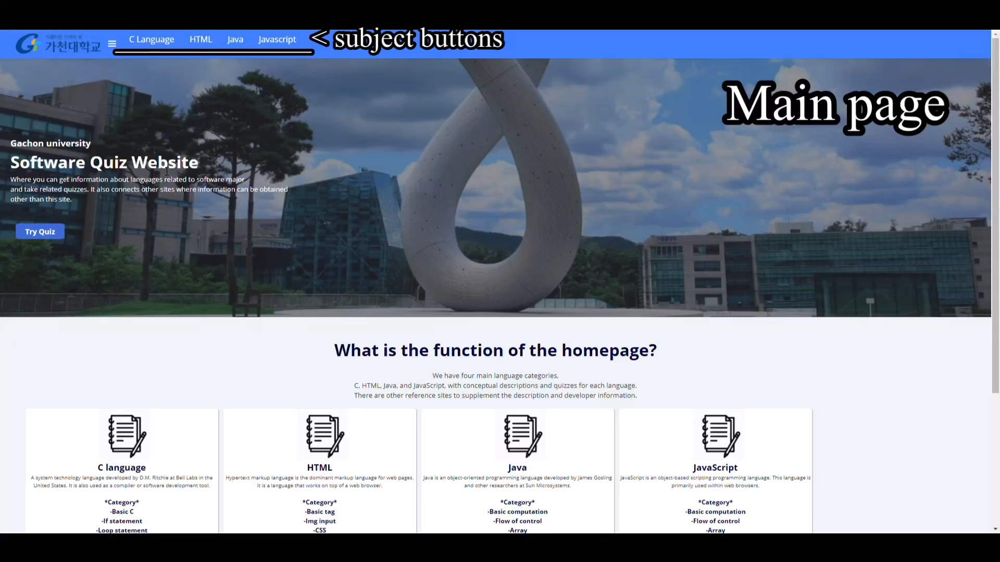 가천대학교
C Language
HTML
Java
Javascript
< subject buttons
Main page
Gachon university
Software Quiz Website
Where you can get information about languages related to software major
and take related quizzes. It also connects other sites where information can be obtained
other than this site.
Try Quiz
What is the function of the homepage?
We have four main language categories,
C, HTML, Java, and JavaScript, with conceptual descriptions and quizzes for each language.
There are other reference sites to supplement the description and developer information.
C language
A system technology language developed by D.M. Ritchie at Bell Labs in the
United States. It is also used as a compiler or software development tool.
*Category*
-Basic C
-If statement
-Loop statement
HTML
Hypertext markup language is the dominant markup language for web pages.
It is a language that works on top of a web browser.
*Category*
-Basic tag
-Img input
-CSS
Java
Java is an object-oriented programming language developed by James Gosling
and other researchers at Sun Microsystems.
*Category*
-Basic computation
-Flow of control
-Array
JavaScript
JavaScript is an object-based scripting programming language. This language is
primarily used within web browsers.
*Category*
-Basic computation
-Flow of control
-Array